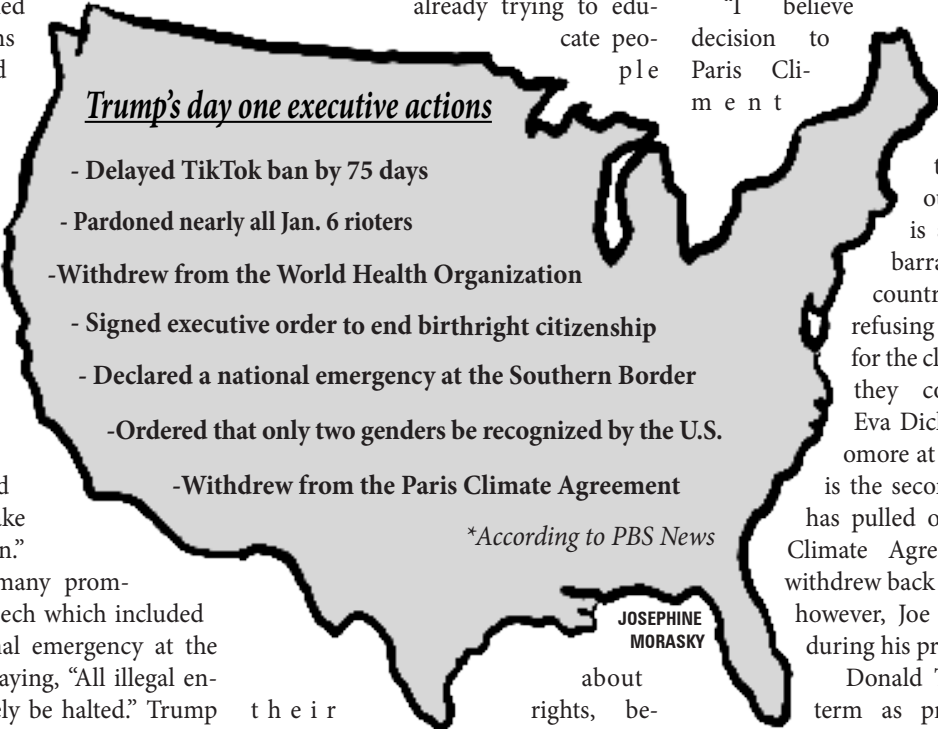 many prom-
ech which included
al emergency at the
aying, “All illegal en-
ely be halted.” Trump
already trying to edu-
cate peo-
ple
Trump's day one executive actions
- Delayed TikTok ban by 75 days
- Pardoned nearly all Jan. 6 rioters
-Withdrew from the World Health Organization
- Signed executive order to end birthright citizenship
- Declared a national emergency at the Southern Border
-Ordered that only two genders be recognized by the U.S.
-Withdrew from the Paris Climate Agreement
*According to PBS News
JOSEPHINE
MORASKY
their
about
rights, be-
“I believe
decision to
Paris Cli-
ment
is
barra
countr
refusing
for the cl
they co
Eva Dick
omore at
is the secon
has pulled o
Climate Agre
withdrew back
however, Joe
during his pr
Donald T
term as pr